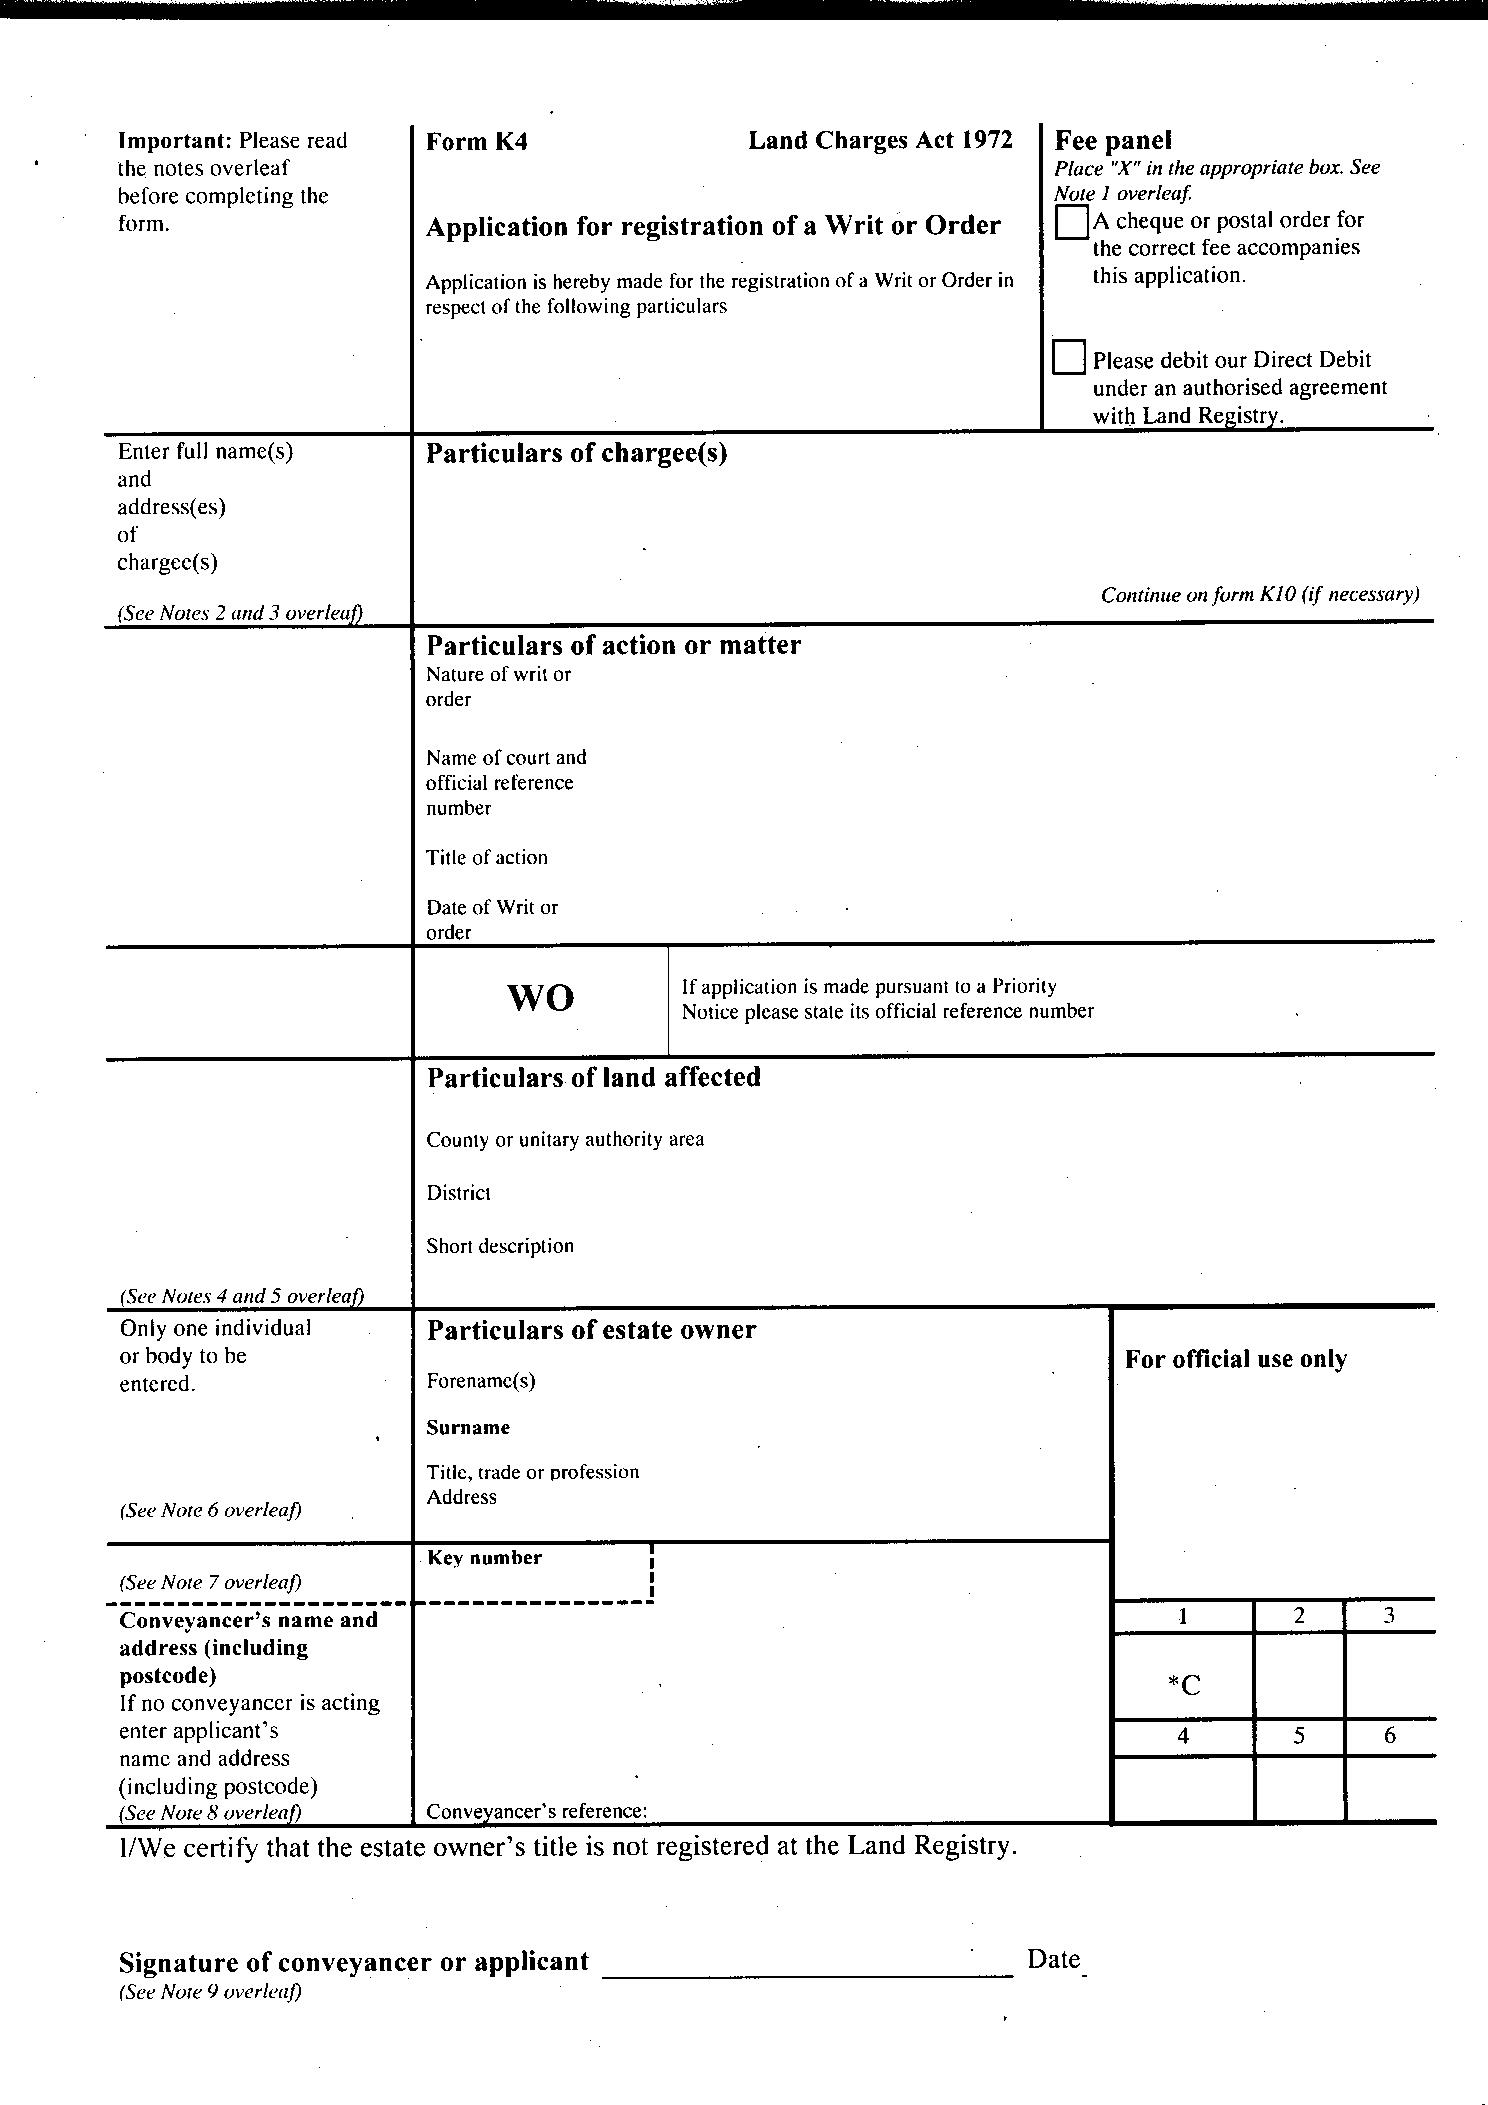 Important: Please read
the notes overleaf
before completing the
form.
Form K4 Land Charges Act 1972
Application for registration of a Writ or Order
Application is hereby made for the registration of a Writ or Order in
respect of the following particulars
Fee panel
Place "X" in the appropriate box. See
Note 1 overleaf.
A cheque or postal order for
the correct fee accompanies
this application.
Please debit our Direct Debit
under an authorised agreement
with Land Registry.
Enter full name(s)
and
address(es)
of
chargee(s)
(See Notes 2 and 3 overleaf)
Particulars of chargee(s)
Continue on form K10 (if necessary)
Particulars of action or matter
Nature of writ or
order
Name of court and
official reference
number
Title of action
Date of Writ or
order
WO
If application is made pursuant to a Priority
Notice please state its official reference number
Particulars of land affected
County or unitary authority area
District
Short description
(See Notes 4 and 5 overleaf)
Only one individual
or body to be
entered.
(See Note 6 overleaf)
Particulars of estate owner
Forename(s)
Surname
Title, trade or profession
Address
For official use only
(See Note 7 overleaf)
Key number
Conveyancer's name and
address (including
postcode)
If no conveyancer is acting
enter applicant's
name and address
(including postcode)
(See Note 8 overleaf)
Conveyancer's reference:
1 2 3
*C
4 5 6
I/We certify that the estate owner's title is not registered at the Land Registry.
Signature of conveyancer or applicant Date
(See Note 9 overleaf)